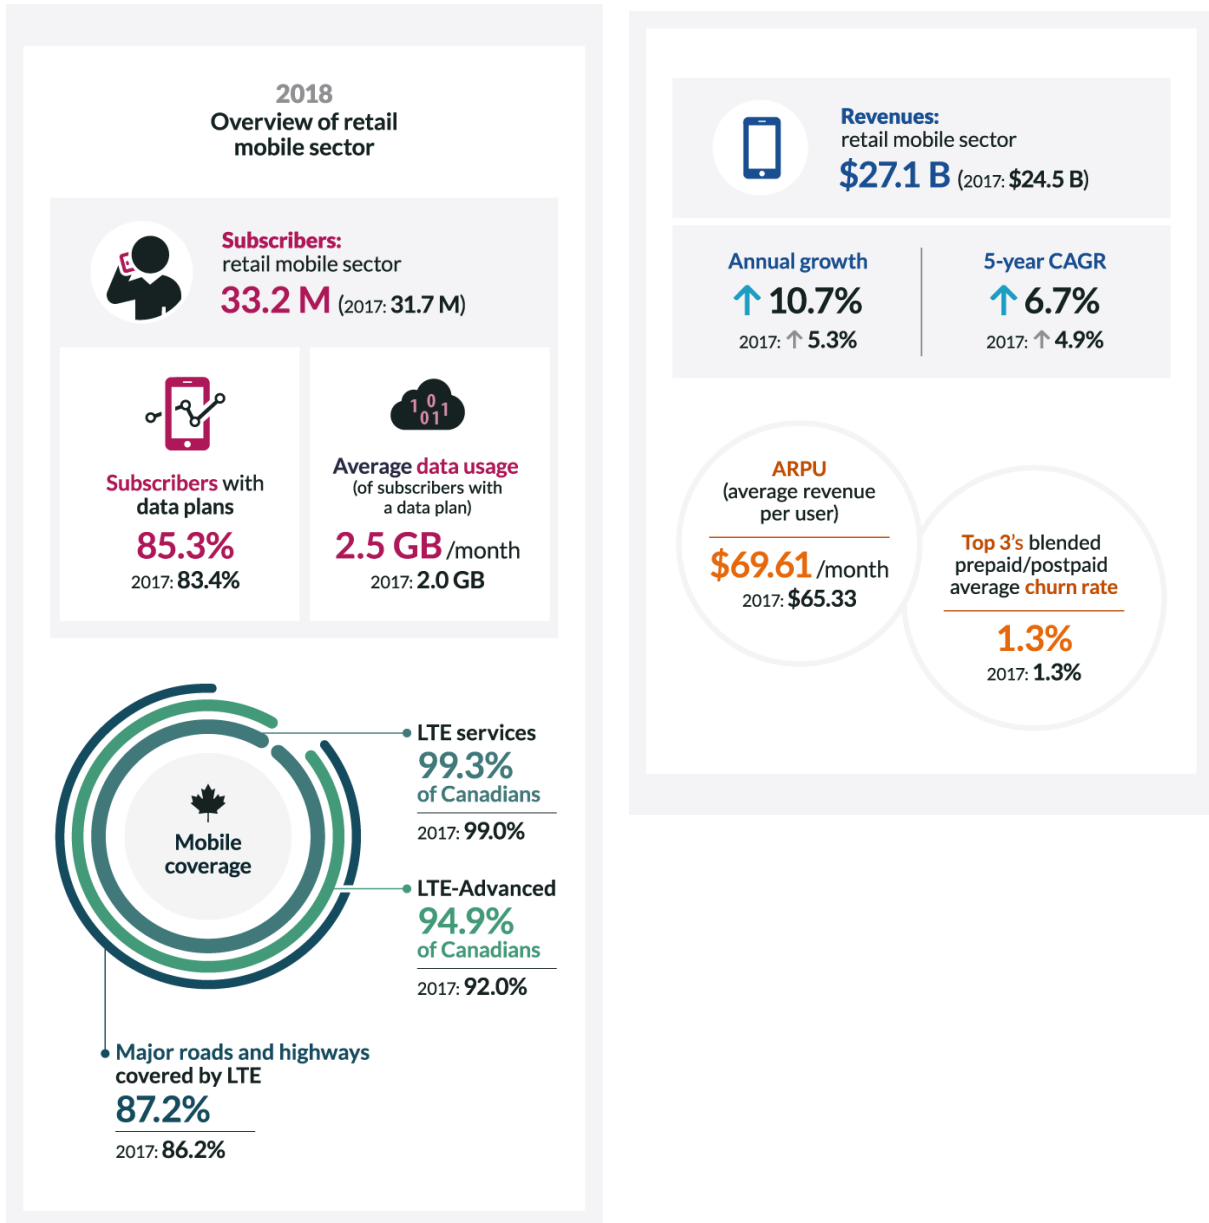 2018
Overview of retail
mobile sector
Subscribers:
retail mobile sector
33.2 M (2017: 31.7 M)
Subscribers with
data plans
85.3%
2017: 83.4%
1 0 1
0 1
Average data usage
(of subscribers with
a data plan)
2.5 GB /month
2017: 2.0 GB
Mobile
coverage
LTE services
99.3%
of Canadians
2017: 99.0%
LTE-Advanced
94.9%
of Canadians
2017: 92.0%
Major roads and highways
covered by LTE
87.2%
2017: 86.2%
Revenues:
retail mobile sector
$27.1 B (2017: $24.5 B)
Annual growth
↑ 10.7%
2017: ↑ 5.3%
5-year CAGR
↑ 6.7%
2017: ↑ 4.9%
ARPU
(average revenue
per user)
$69.61 /month
2017: $65.33
Top 3's blended
prepaid/postpaid
average churn rate
1.3%
2017: 1.3%